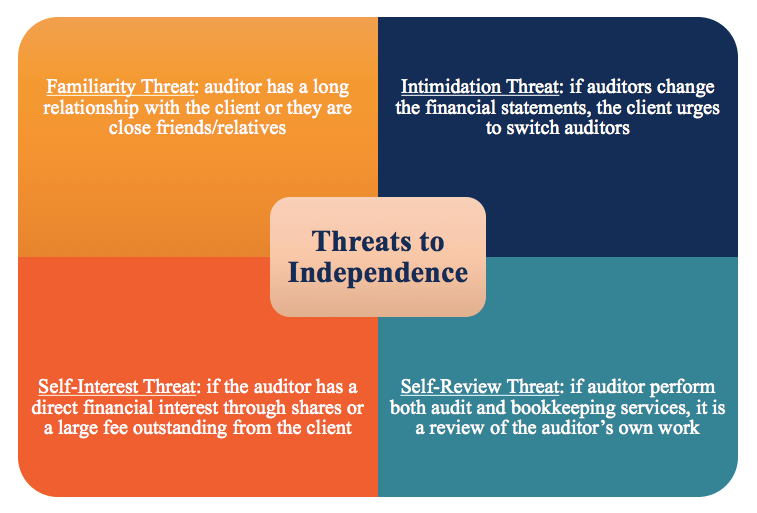 Familiarity Threat: auditor has a long
relationship with the client or they are
close friends/relatives
Intimidation Threat: if auditors change
the financial statements, the client urges
to switch auditors
Threats to
Independence
Self-Interest Threat: if the auditor has a
direct financial interest through shares or
a large fee outstanding from the client
Self-Review Threat: if auditor perform
both audit and bookkeeping services, it is
a review of the auditor’s own work